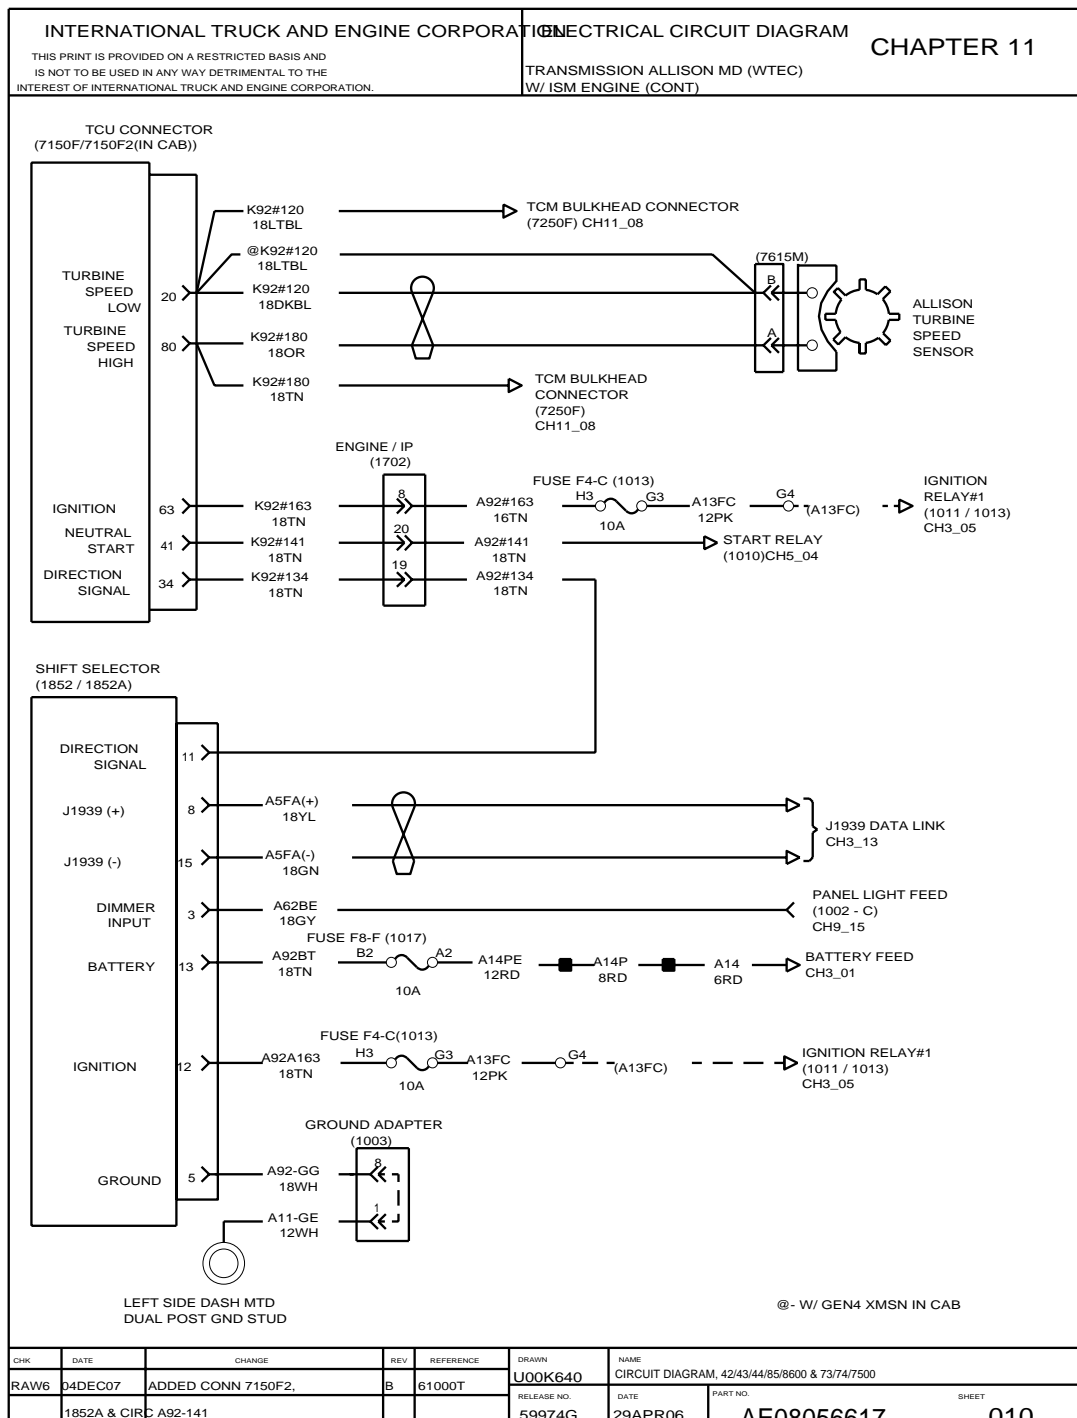 INTERNATIONAL TRUCK AND ENGINE CORPORATION
THIS PRINT IS PROVIDED ON A RESTRICTED BASIS AND
IS NOT TO BE USED IN ANY WAY DETRIMENTAL TO THE
INTEREST OF INTERNATIONAL TRUCK AND ENGINE CORPORATION.
ELECTRICAL CIRCUIT DIAGRAM
TRANSMISSION ALLISON MD (WTEC)
W/ ISM ENGINE (CONT)
CHAPTER 11
TCU CONNECTOR
(7150F/7150F2(IN CAB))
K92#120
18LTBL
TCM BULKHEAD CONNECTOR
(7250F) CH11_08
@K92#120
18LTBL
(7615M)
TURBINE
SPEED
LOW
20
K92#120
18DKBL
B
ALLISON
TURBINE
SPEED
SENSOR
TURBINE
SPEED
HIGH
80
K92#180
18OR
A
K92#180
18TN
TCM BULKHEAD
CONNECTOR
(7250F)
CH11_08
ENGINE / IP
(1702)
IGNITION
63
K92#163
18TN
8
A92#163
16TN
FUSE F4-C (1013)
H3
G3
10A
A13FC
12PK
G4
(A13FC)
IGNITION
RELAY#1
(1011 / 1013)
CH3_05
NEUTRAL
START
41
K92#141
18TN
20
A92#141
18TN
START RELAY
(1010)CH5_04
DIRECTION
SIGNAL
34
K92#134
18TN
19
A92#134
18TN
SHIFT SELECTOR
(1852 / 1852A)
DIRECTION
SIGNAL
11
J1939 (+)
8
A5FA(+)
18YL
J1939 (-)
15
A5FA(-)
18GN
J1939 DATA LINK
CH3_13
DIMMER
INPUT
3
A62BE
18GY
PANEL LIGHT FEED
(1002 - C)
CH9_15
BATTERY
13
A92BT
18TN
FUSE F8-F (1017)
B2
A2
10A
A14PE
12RD
A14P
8RD
A14
6RD
BATTERY FEED
CH3_01
IGNITION
12
A92A163
18TN
FUSE F4-C(1013)
H3
G3
10A
A13FC
12PK
G4
(A13FC)
IGNITION RELAY#1
(1011 / 1013)
CH3_05
GROUND ADAPTER
(1003)
GROUND
5
A92-GG
18WH
8
A11-GE
12WH
1
LEFT SIDE DASH MTD
DUAL POST GND STUD
@- W/ GEN4 XMSN IN CAB
CHK DATE CHANGE REV REFERENCE
RAW6 04DEC07 ADDED CONN 7150F2, B 61000T
1852A & CIRC A92-141
DRAWN
U00K640
NAME
CIRCUIT DIAGRAM, 42/43/44/85/8600 & 73/74/7500
RELEASE NO.
59974G
DATE
29APR06
PART NO.
AE08056617
SHEET
010